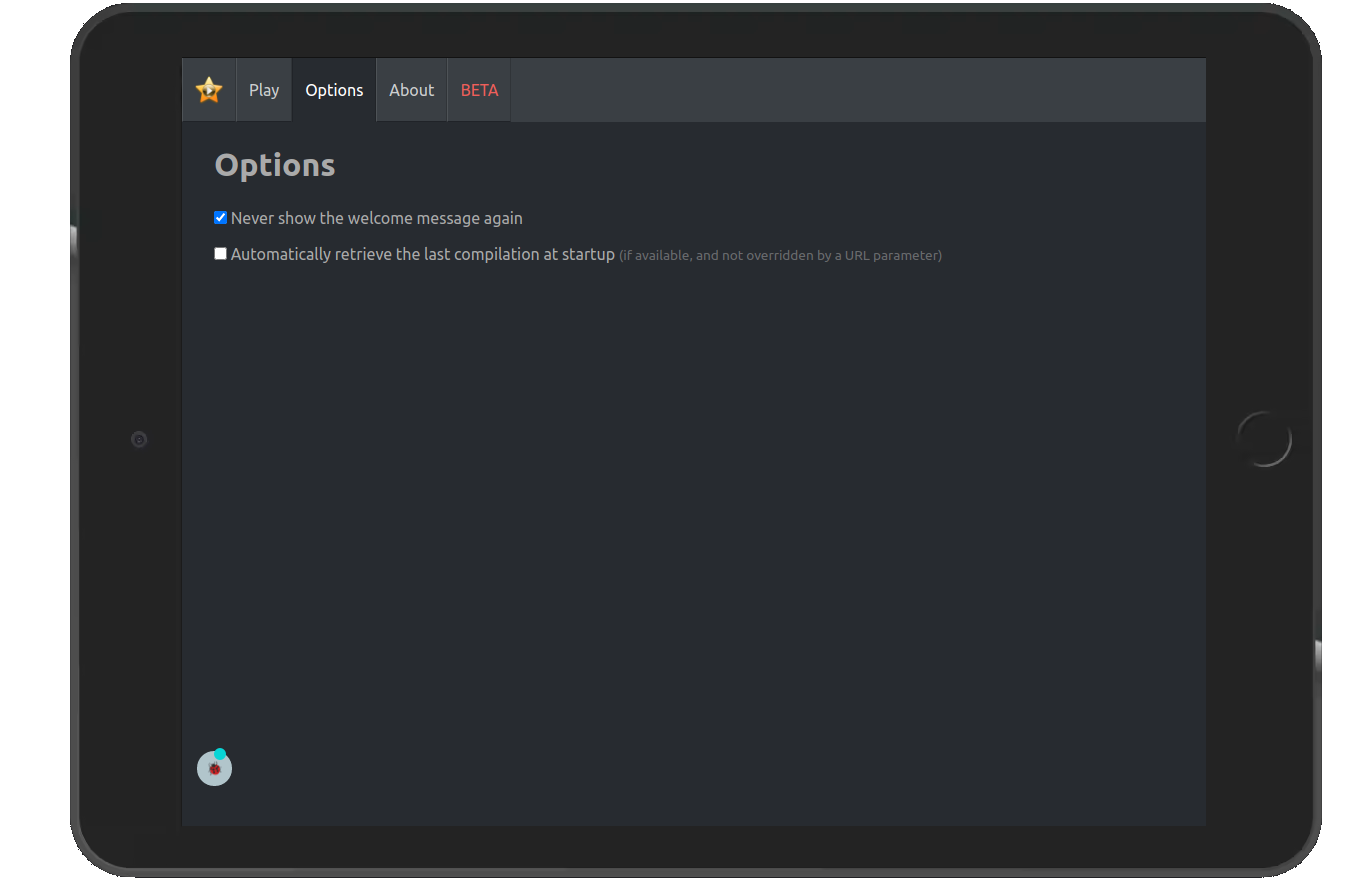 Play Options About BETA
Options
Never show the welcome message again
Automatically retrieve the last compilation at startup (if available, and not overridden by a URL parameter)